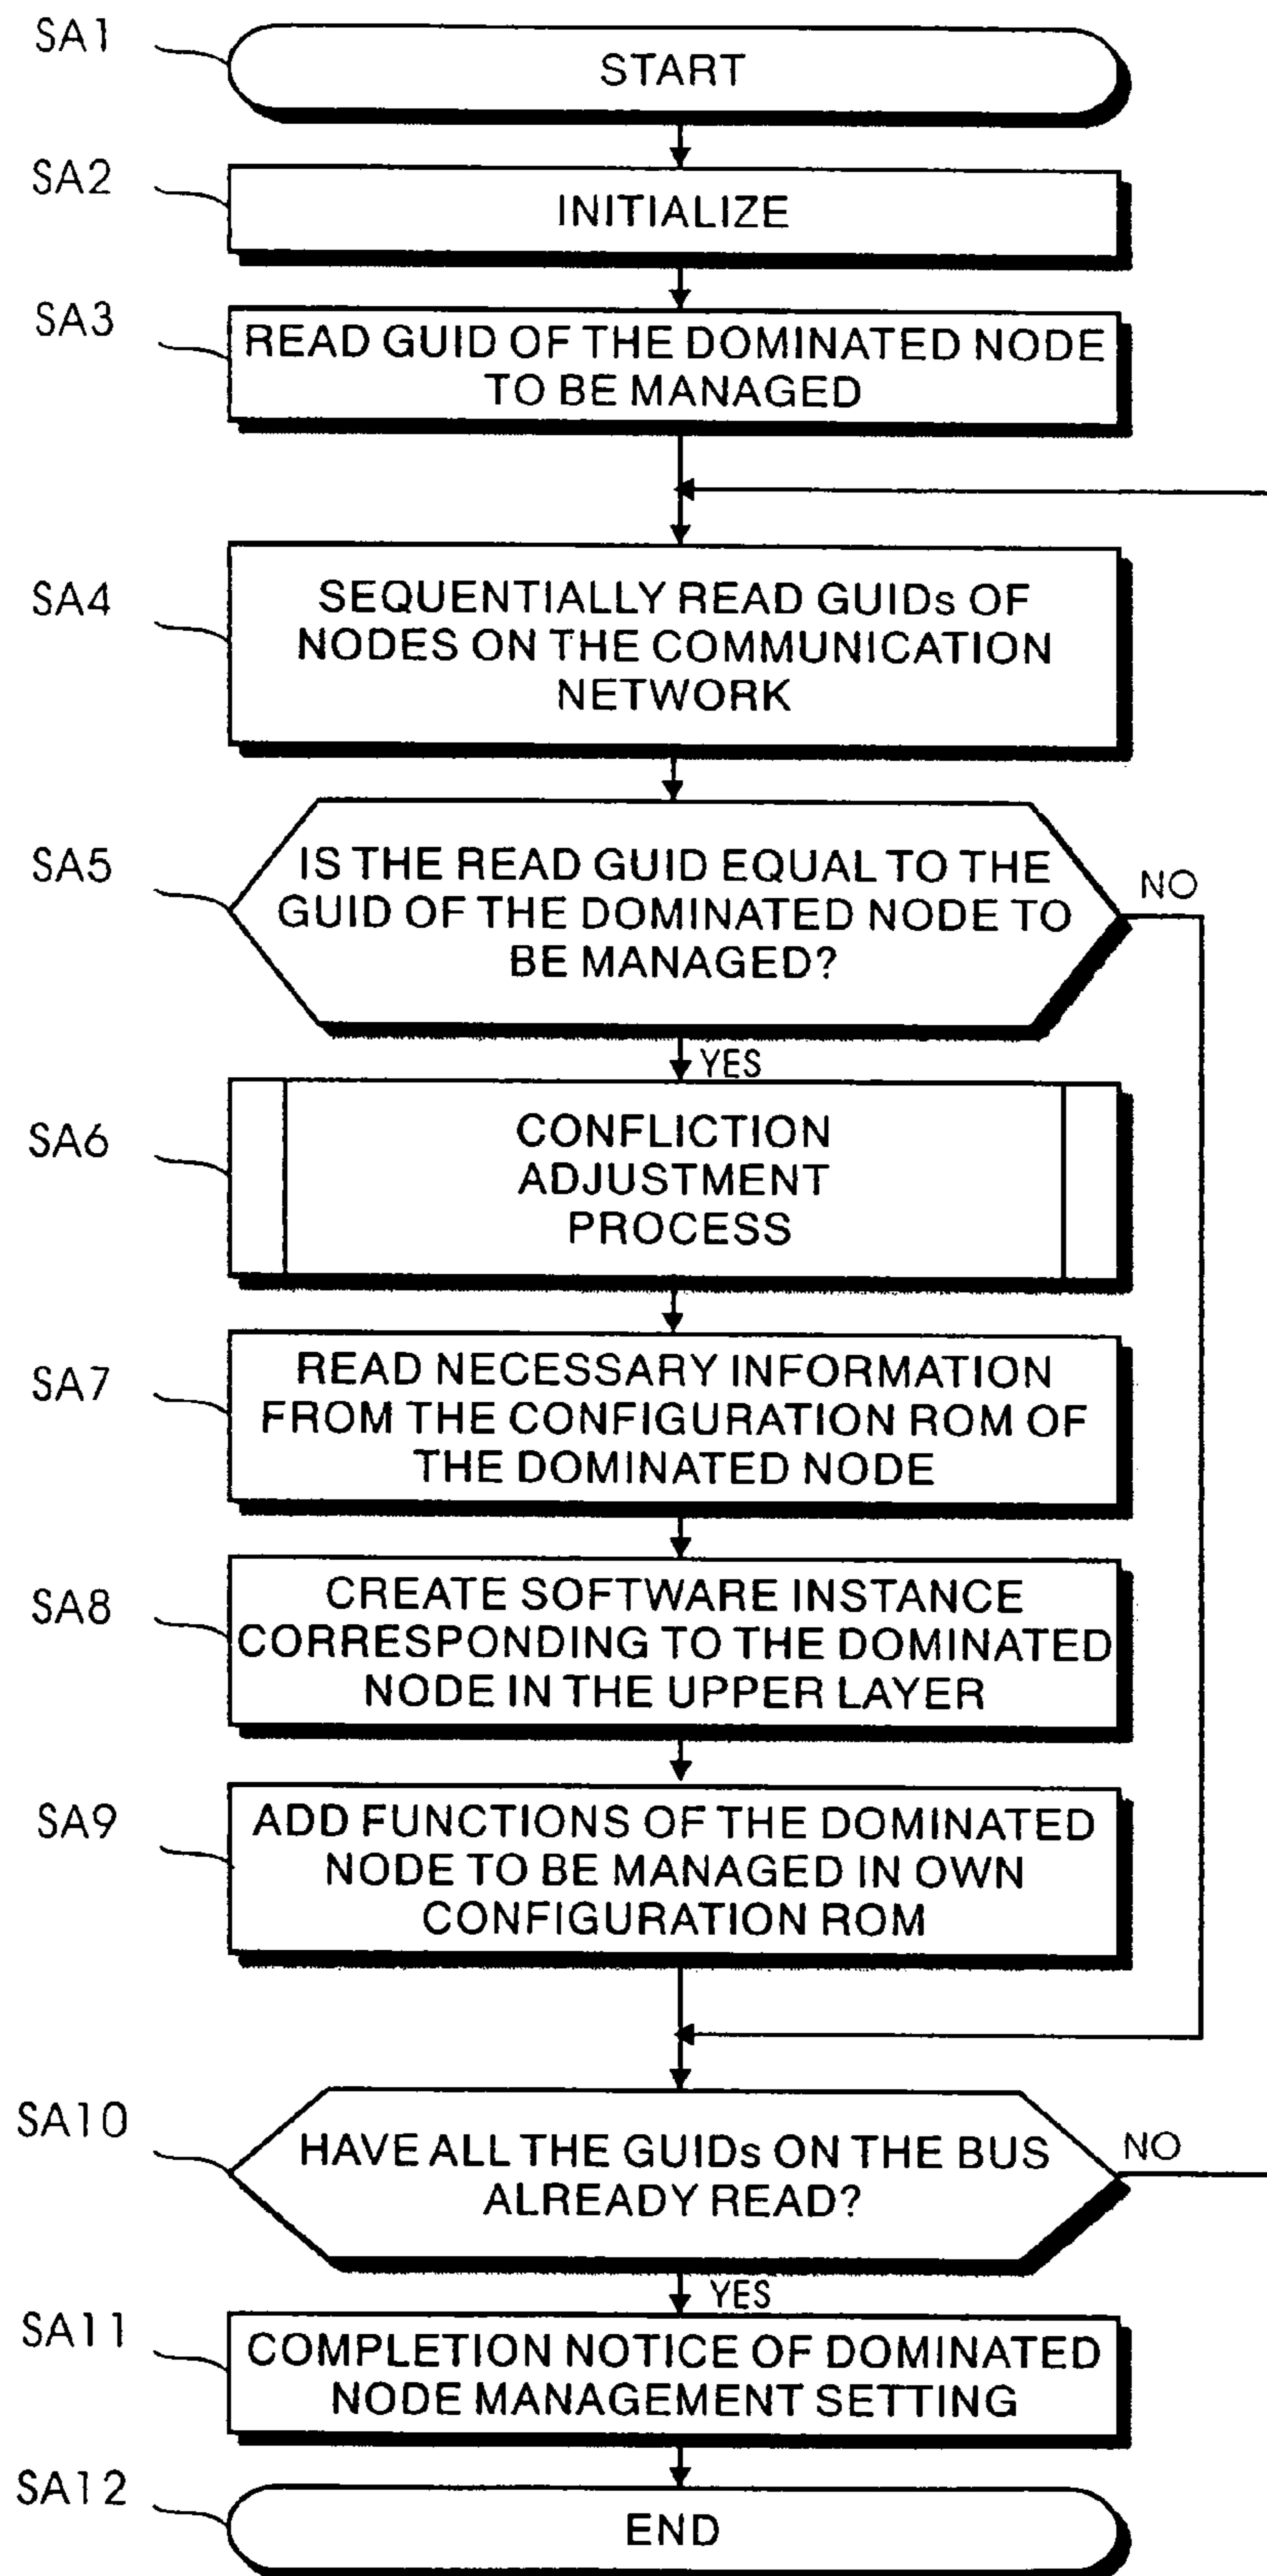 SA1
START
SA2
INITIALIZE
SA3
READ GUID OF THE DOMINATED NODE
TO BE MANAGED
SA4
SEQUENTIALLY READ GUIDs OF
NODES ON THE COMMUNICATION
NETWORK
SA5
IS THE READ GUID EQUAL TO THE
GUID OF THE DOMINATED NODE TO
BE MANAGED?
NO
YES
SA6
CONFLICTION
ADJUSTMENT
PROCESS
SA7
READ NECESSARY INFORMATION
FROM THE CONFIGURATION ROM OF
THE DOMINATED NODE
SA8
CREATE SOFTWARE INSTANCE
CORRESPONDING TO THE DOMINATED
NODE IN THE UPPER LAYER
SA9
ADD FUNCTIONS OF THE DOMINATED
NODE TO BE MANAGED IN OWN
CONFIGURATION ROM
SA10
HAVE ALL THE GUIDs ON THE BUS
ALREADY READ?
NO
YES
SA11
COMPLETION NOTICE OF DOMINATED
NODE MANAGEMENT SETTING
SA12
END